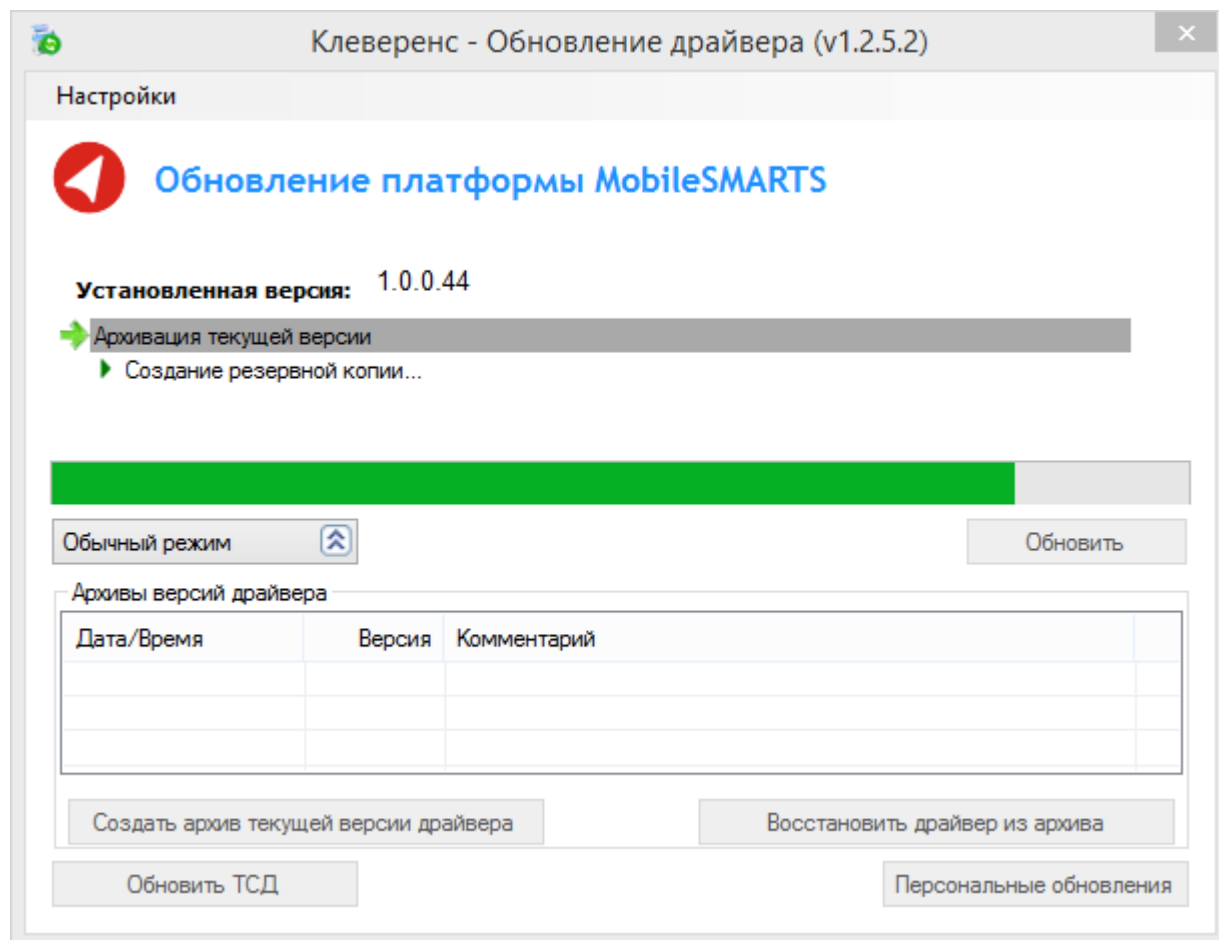 Клеверенс - Обновление драйвера (v1.2.5.2)
Настройки
Обновление платформы MobileSMARTS
Установленная версия: 1.0.0.44
Архивация текущей версии
Создание резервной копии...
Обычный режим
Обновить
Архивы версий драйвера
Дата/Время Версия Комментарий
Создать архив текущей версии драйвера Восстановить драйвер из архива
Обновить ТСД Персональные обновления